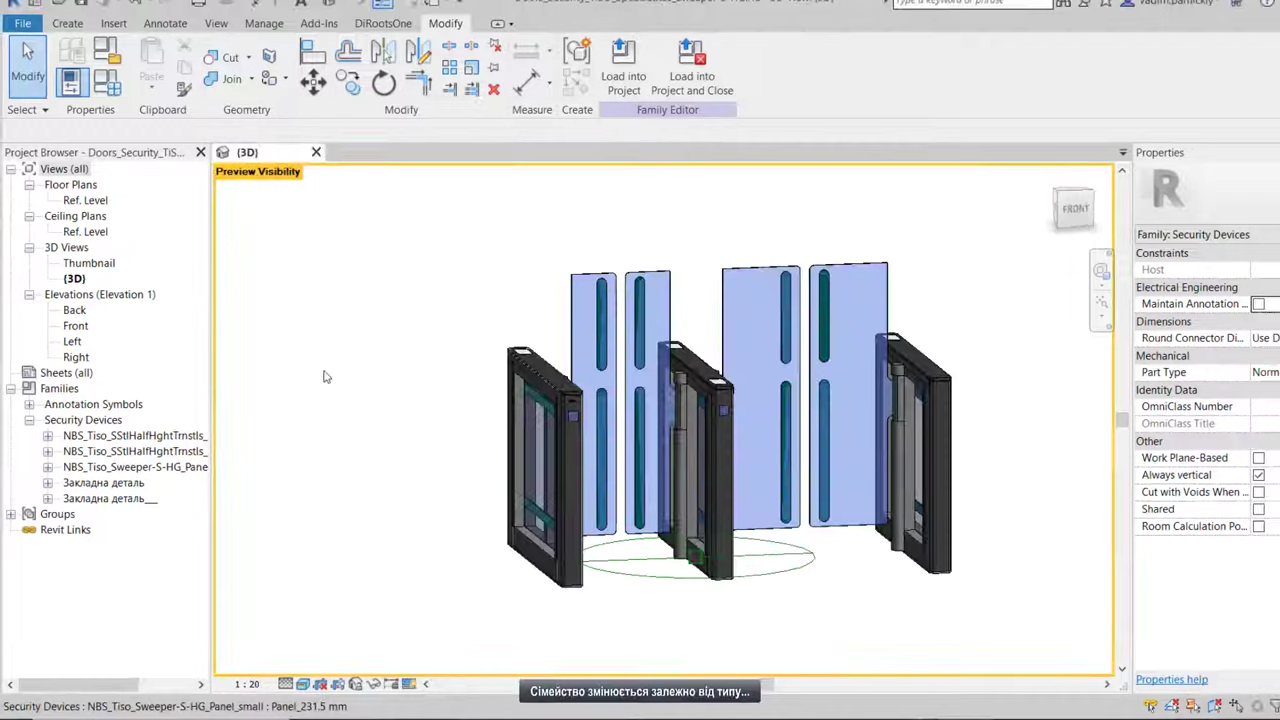 File Create Insert Annotate View Manage Add-Ins DiRootsOne Modify
Modify
Paste
Cut
Join
Load into Project
Load into Project and Close
Select Properties Clipboard Geometry Modify Measure Create Family Editor
Project Browser - Doors_Security_TiS...
{3D}
Properties
Preview Visibility
FRONT
Views (all)
Floor Plans
Ref. Level
Ceiling Plans
Ref. Level
3D Views
Thumbnail
{3D}
Elevations (Elevation 1)
Back
Front
Left
Right
Sheets (all)
Families
Annotation Symbols
Security Devices
NBS_Tiso_SStlHalfHghtTrnstls_
NBS_Tiso_SStlHalfHghtTrnstls_
NBS_Tiso_Sweeper-S-HG_Pane
Закладна деталь
Закладна деталь__
Groups
Revit Links
Family: Security Devices
Constraints
Host
Electrical Engineering
Maintain Annotation ...
Dimensions
Round Connector Di... Use D
Mechanical
Part Type Norm
Identity Data
OmniClass Number
OmniClass Title
Other
Work Plane-Based
Always vertical
Cut with Voids When ...
Shared
Room Calculation Po...
Properties help
1 : 20
Сімейство змінюється залежно від типу...
Security Devices : NBS_Tiso_Sweeper-S-HG_Panel_small : Panel_231.5 mm